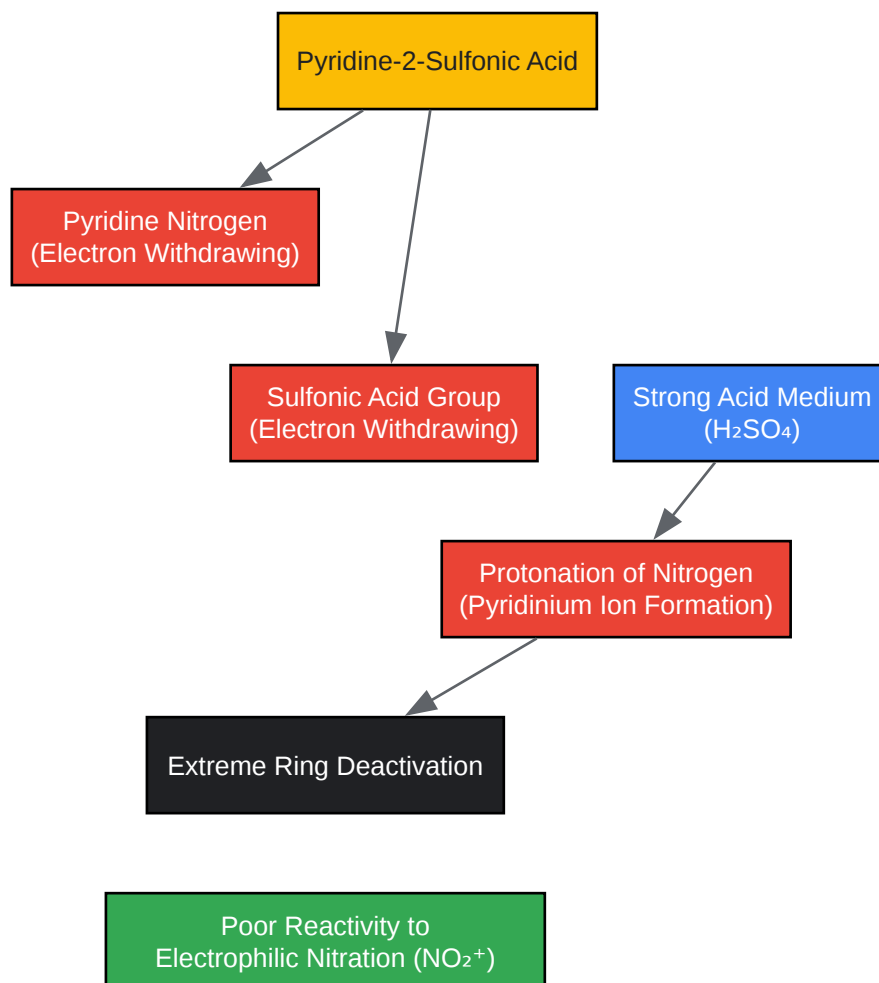 Pyridine-2-Sulfonic Acid
Pyridine Nitrogen
(Electron Withdrawing)
Sulfonic Acid Group
(Electron Withdrawing)
Strong Acid Medium
(H₂SO₄)
Protonation of Nitrogen
(Pyridinium Ion Formation)
Extreme Ring Deactivation
Poor Reactivity to
Electrophilic Nitration (NO₂⁺)